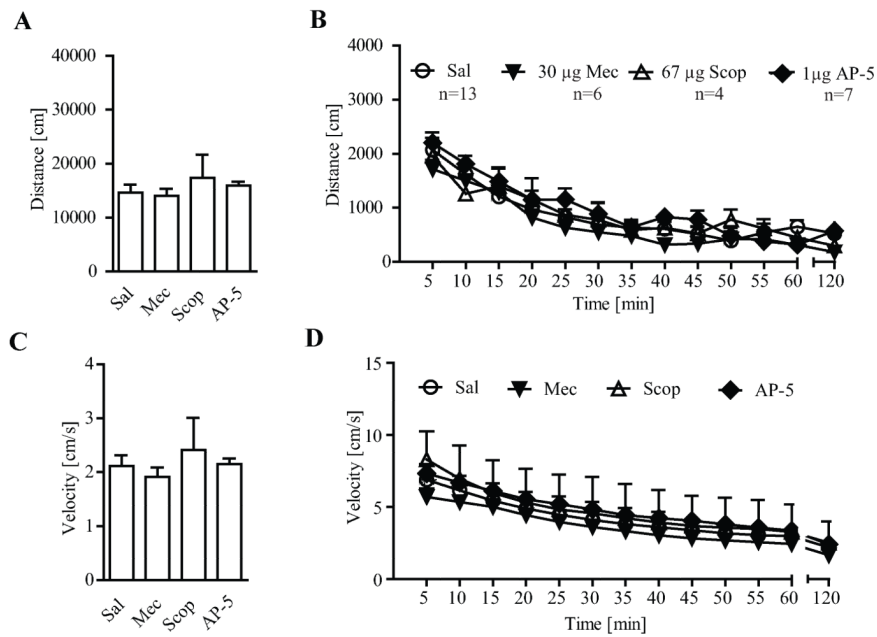 A
Distance [cm]
40000
30000
20000
10000
0
Sal
Mec
Scop
AP-5
B
Distance [cm]
4000
3000
2000
1000
0
Sal 30 µg Mec 67 µg Scop 1µg AP-5
n=13 n=6 n=4 n=7
5 10 15 20 25 30 35 40 45 50 55 60 120
Time [min]
C
Velocity [cm/s]
4
3
2
1
0
Sal
Mec
Scop
AP-5
D
Velocity [cm/s]
15
10
5
0
Sal Mec Scop AP-5
5 10 15 20 25 30 35 40 45 50 55 60 120
Time [min]